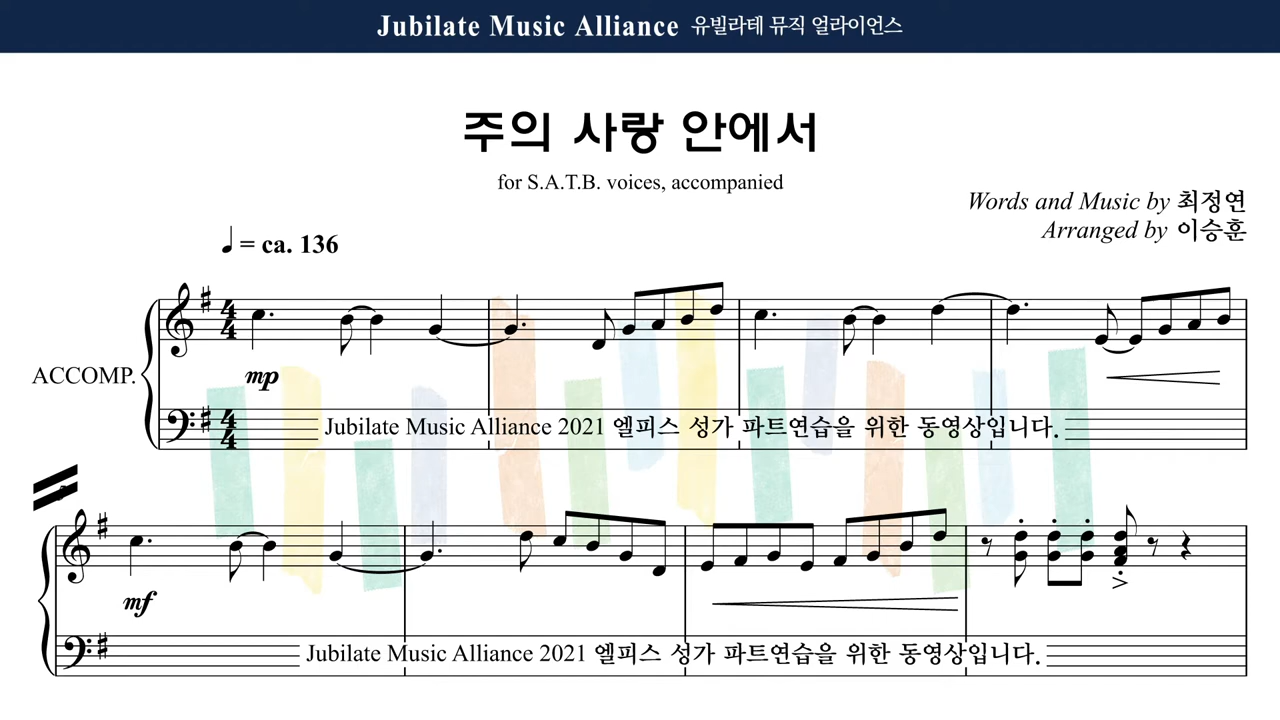 Jubilate Music Alliance 유빌라테 뮤직 얼라이언스
주의 사랑 안에서
for S.A.T.B. voices, accompanied
Words and Music by 최정연
Arranged by 이승훈
♩ = ca. 136
ACCOMP.
mp
Jubilate Music Alliance 2021 엘피스 성가 파트연습을 위한 동영상입니다.
mf
Jubilate Music Alliance 2021 엘피스 성가 파트연습을 위한 동영상입니다.